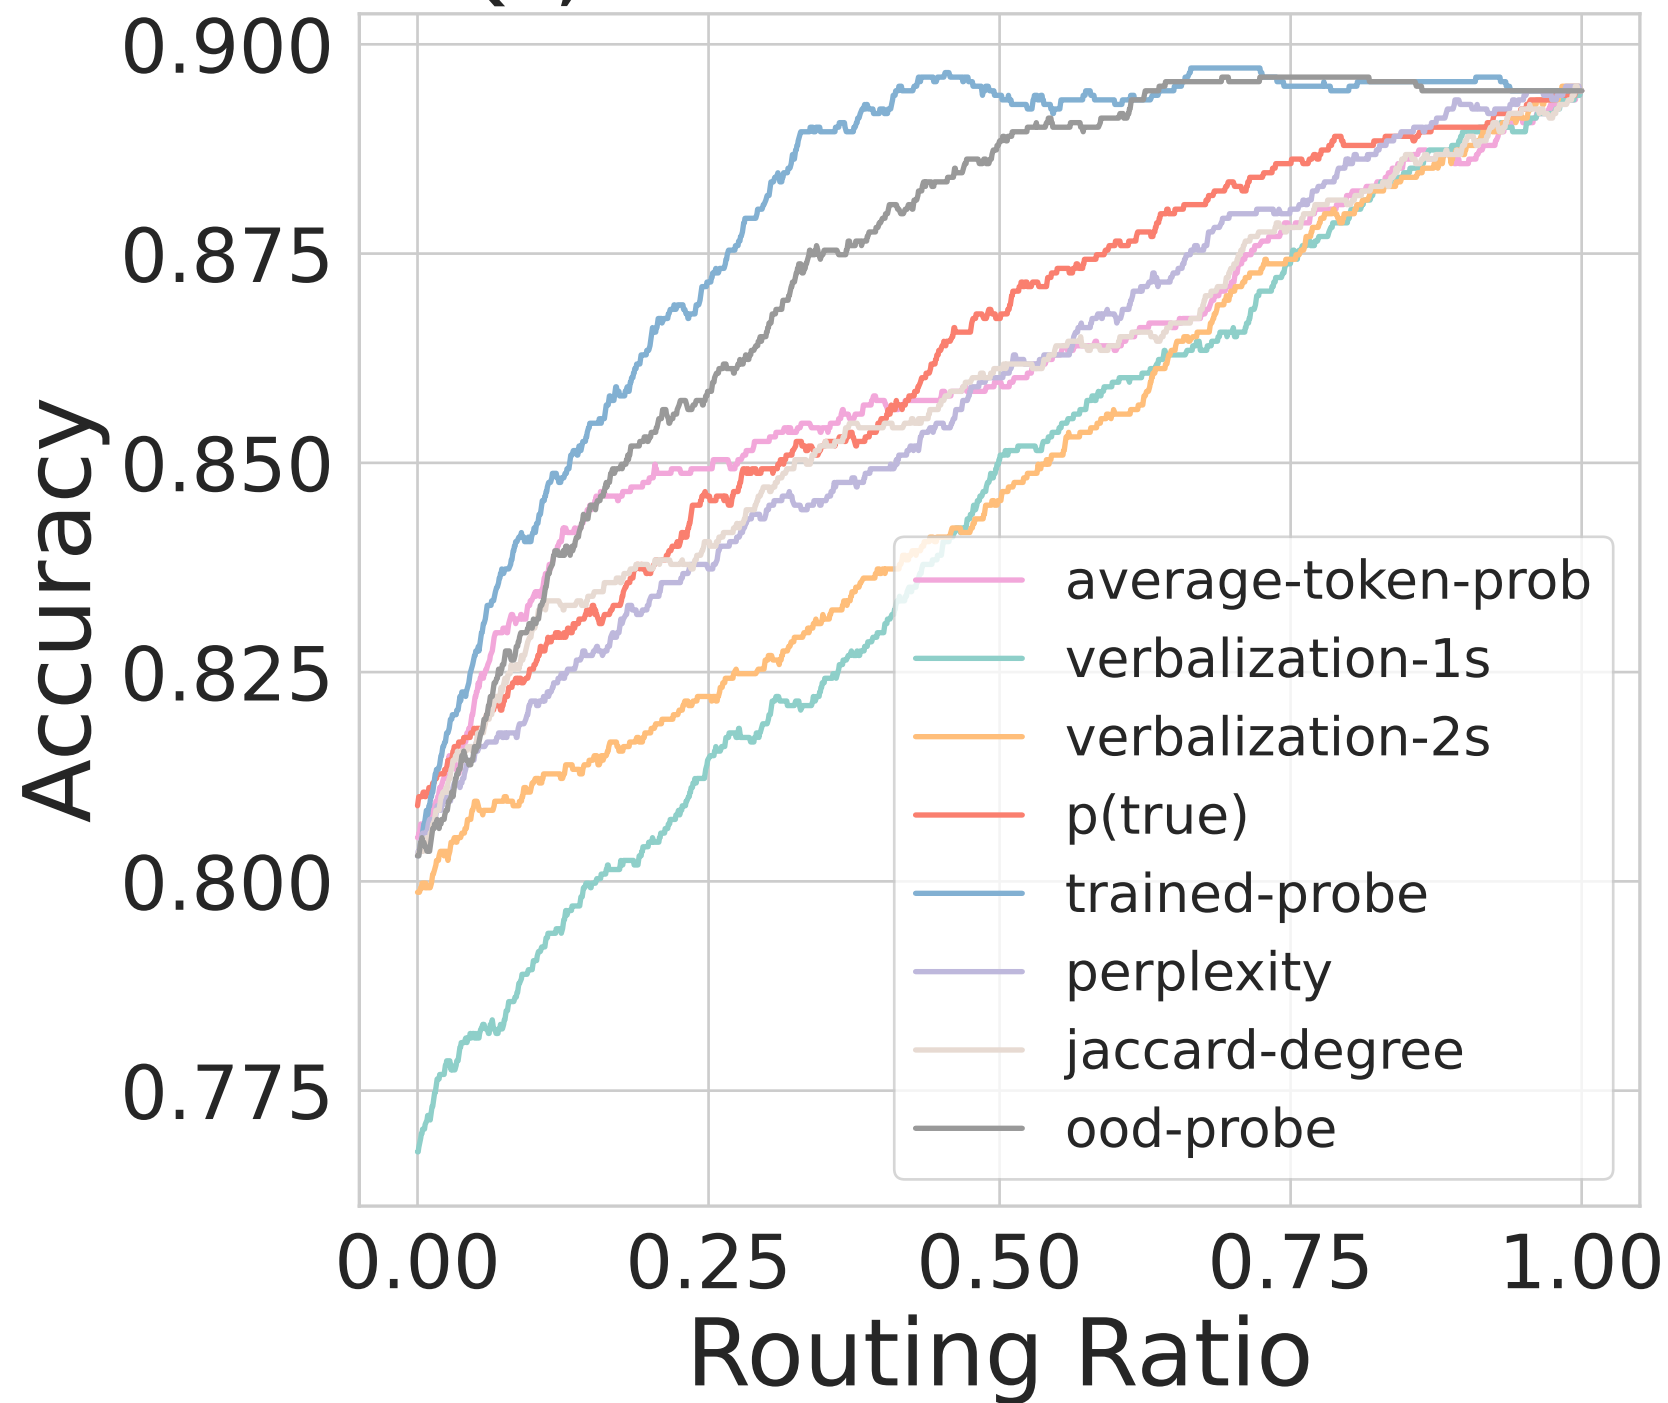 0.900
0.875
0.850
0.825
0.800
0.775
Accuracy
average-token-prob
verbalization-1s
verbalization-2s
p(true)
trained-probe
perplexity
jaccard-degree
ood-probe
0.00 0.25 0.50 0.75 1.00
Routing Ratio